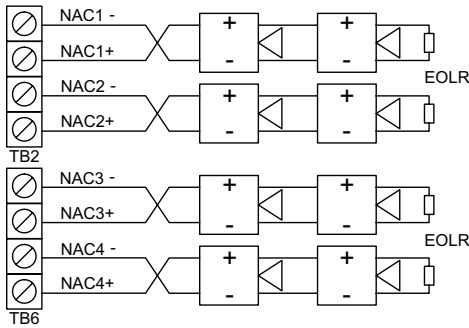 NAC1 -
+ +
NAC1+
- -
EOLR
NAC2 -
+ +
NAC2+
- -
TB2
NAC3 -
+ +
NAC3+
- -
EOLR
NAC4 -
+ +
NAC4+
- -
TB6